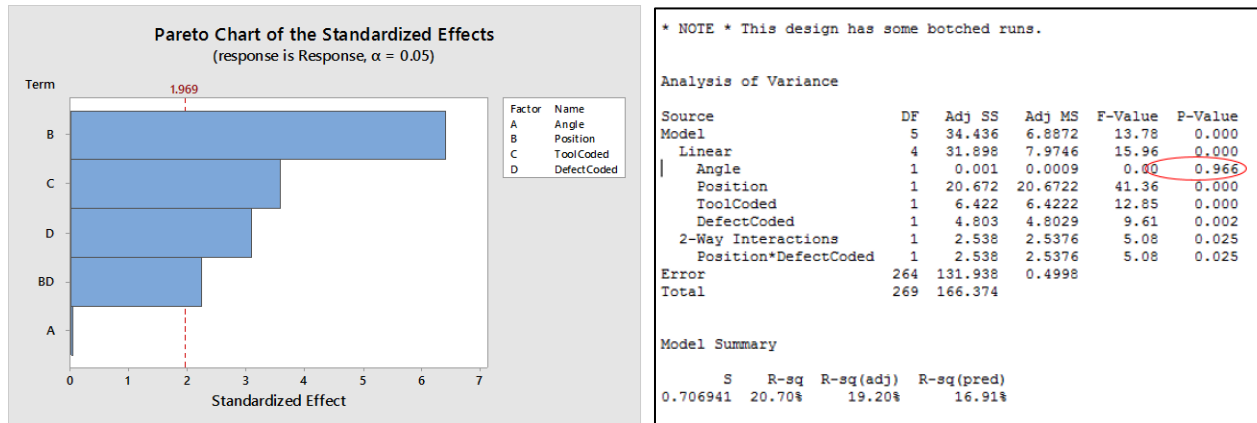 Pareto Chart of the Standardized Effects
(response is Response, α = 0.05)
Term
1.969
B
C
D
BD
A
0 1 2 3 4 5 6 7
Standardized Effect
Factor Name
A Angle
B Position
C ToolCoded
D DefectCoded
* NOTE * This design has some botched runs.
Analysis of Variance
Source DF Adj SS Adj MS F-Value P-Value
Model 5 34.436 6.8872 13.78 0.000
Linear 4 31.898 7.9746 15.96 0.000
Angle 1 0.001 0.0009 0.00 0.966
Position 1 20.672 20.6722 41.36 0.000
ToolCoded 1 6.422 6.4222 12.85 0.000
DefectCoded 1 4.803 4.8029 9.61 0.002
2-Way Interactions 1 2.538 2.5376 5.08 0.025
Position*DefectCoded 1 2.538 2.5376 5.08 0.025
Error 264 131.938 0.4998
Total 269 166.374
Model Summary
S R-sq R-sq(adj) R-sq(pred)
0.706941 20.70% 19.20% 16.91%